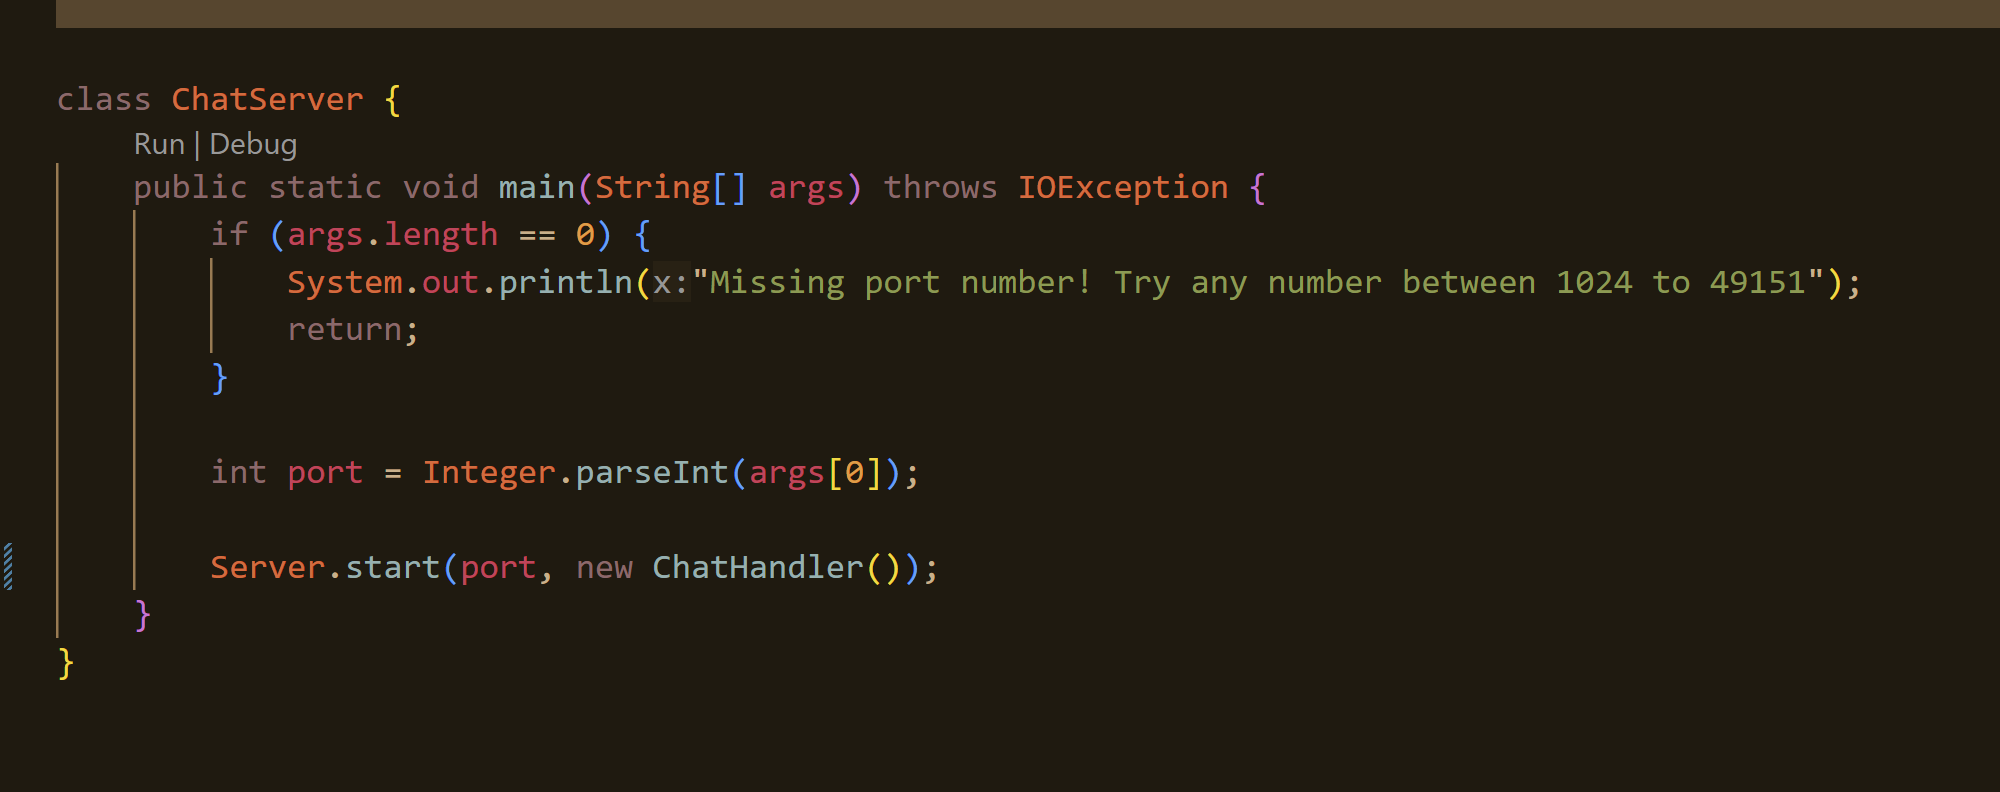 class ChatServer {
Run | Debug
public static void main(String[] args) throws IOException {
if (args.length == 0) {
System.out.println(x:"Missing port number! Try any number between 1024 to 49151");
return;
}
int port = Integer.parseInt(args[0]);
Server.start(port, new ChatHandler());
}
}